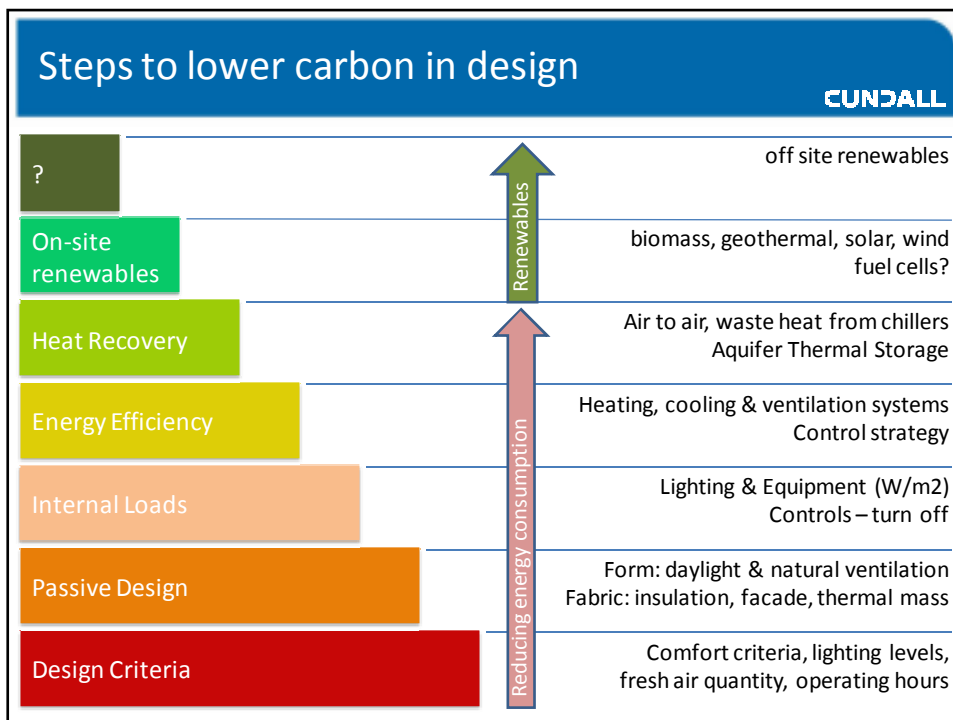 Steps to lower carbon in design
CUNDALL
?
off site renewables
On-site
renewables
biomass, geothermal, solar, wind
fuel cells?
Renewables
Heat Recovery
Air to air, waste heat from chillers
Aquifer Thermal Storage
Energy Efficiency
Heating, cooling & ventilation systems
Control strategy
Internal Loads
Lighting & Equipment (W/m2)
Controls – turn off
Passive Design
Form: daylight & natural ventilation
Fabric: insulation, facade, thermal mass
Reducing energy consumption
Design Criteria
Comfort criteria, lighting levels,
fresh air quantity, operating hours